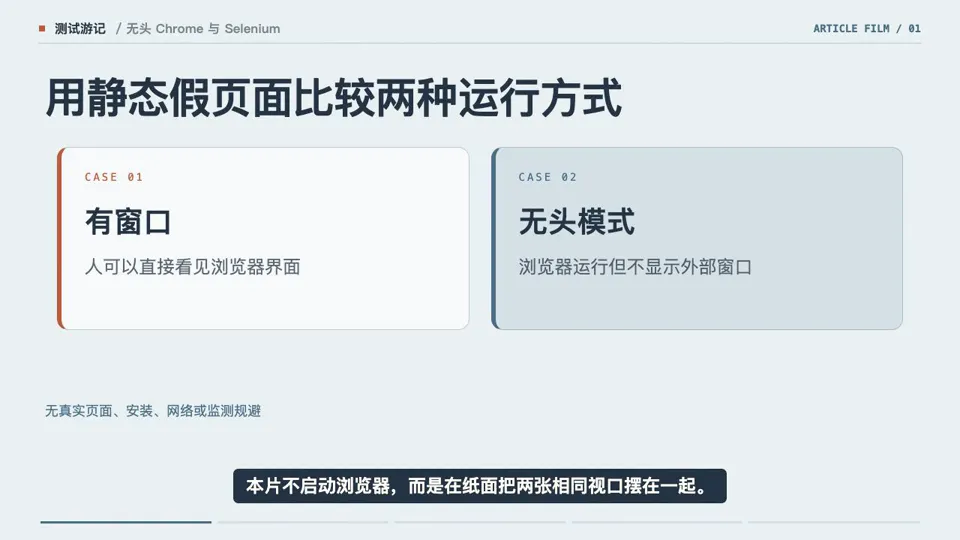 测试游记 / 无头 Chrome 与 Selenium
ARTICLE FILM / 01
用静态假页面比较两种运行方式
CASE 01
有窗口
人可以直接看见浏览器界面
CASE 02
无头模式
浏览器运行但不显示外部窗口
无真实页面、安装、网络或监测规避
本片不启动浏览器，而是在纸面把两张相同视口摆在一起。